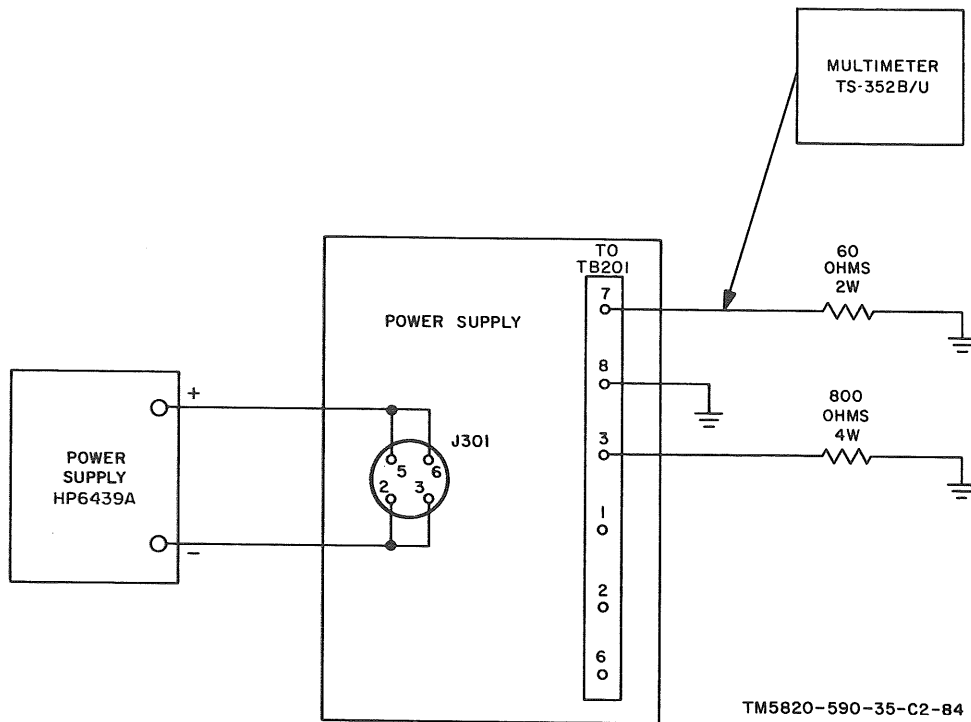 MULTIMETER
TS-352B/U
TO
TB201
7
60
OHMS
2W
POWER SUPPLY
8
800
OHMS
4W
3
+
J301
5 6
2 3
POWER
SUPPLY
HP6439A
−
1
2
6
TM5820-590-35-C2-84